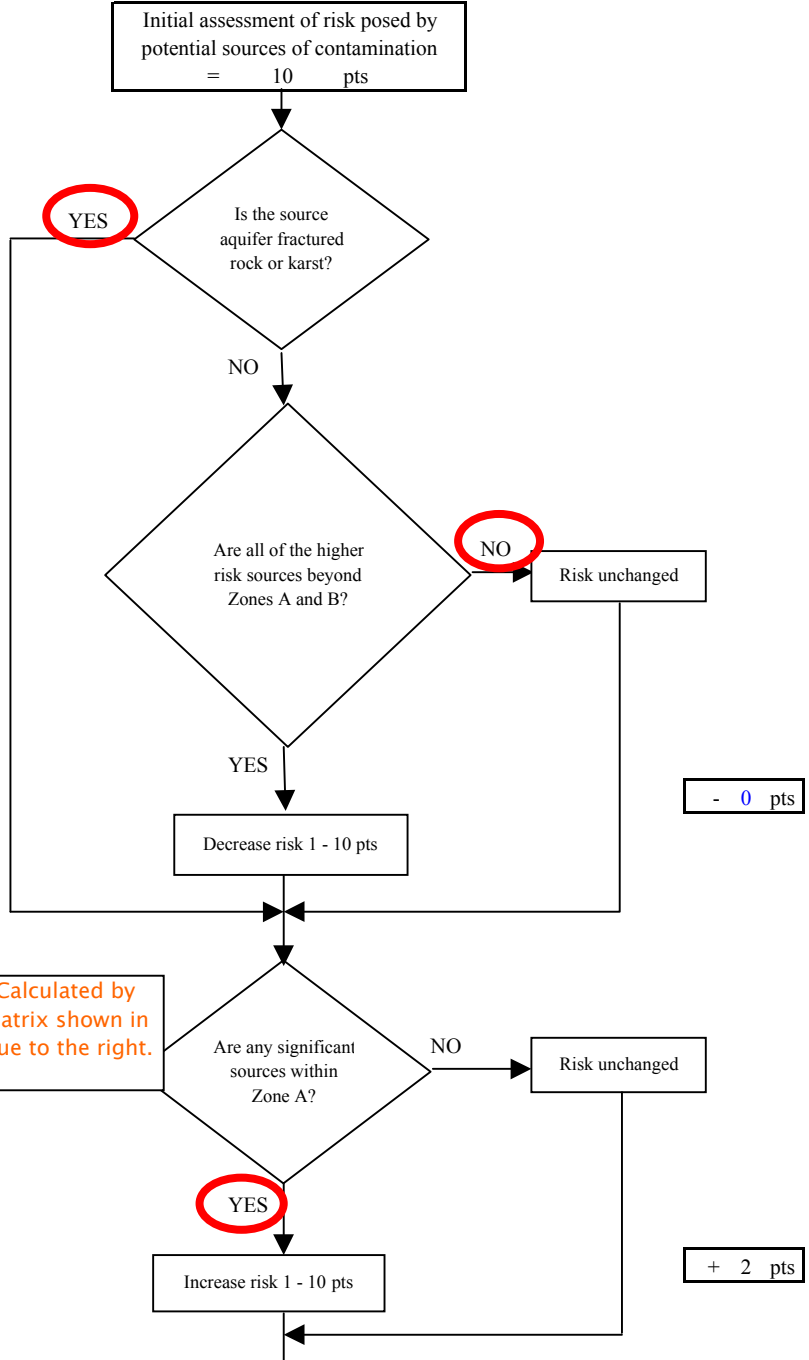 Initial assessment of risk posed by
potential sources of contamination
= 10 pts
Is the source
aquifer fractured
rock or karst?
YES
NO
Are all of the higher
risk sources beyond
Zones A and B?
NO
Risk unchanged
YES
- 0 pts
Decrease risk 1 - 10 pts
Calculated by
atrix shown in
ue to the right.
Are any significant
sources within
Zone A?
NO
Risk unchanged
YES
+ 2 pts
Increase risk 1 - 10 pts